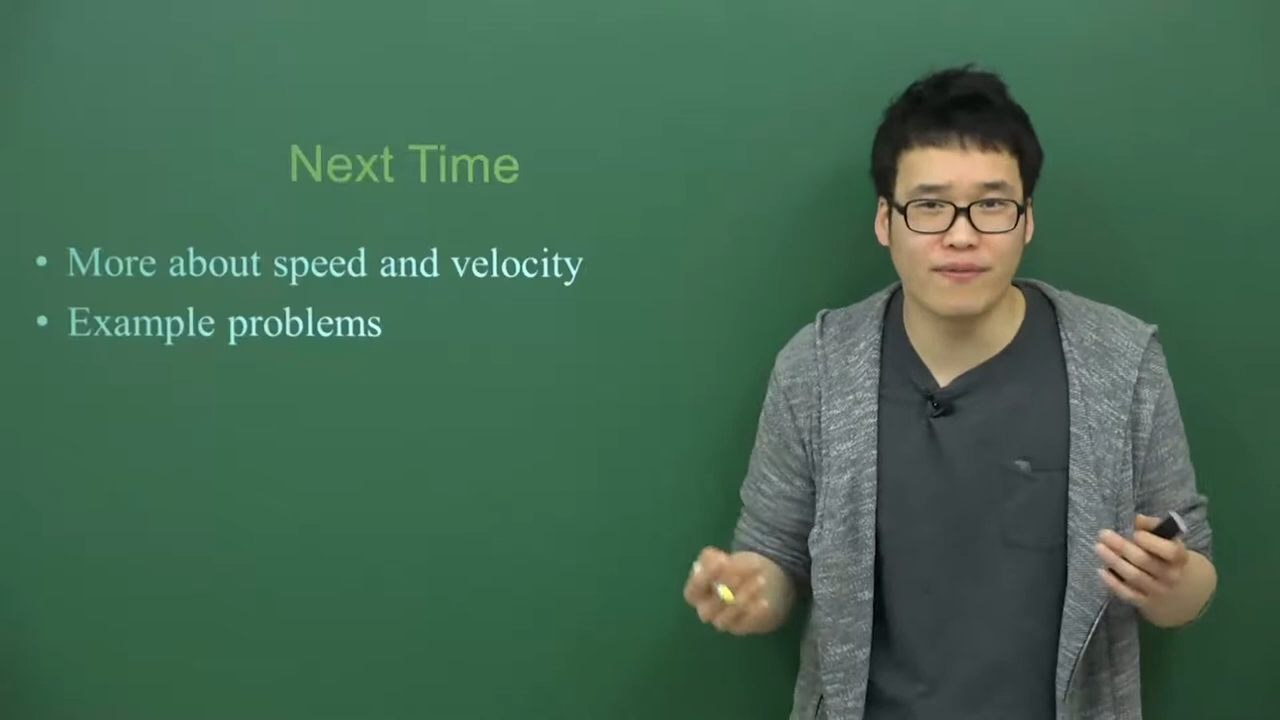 Next Time
• More about speed and velocity
• Example problems